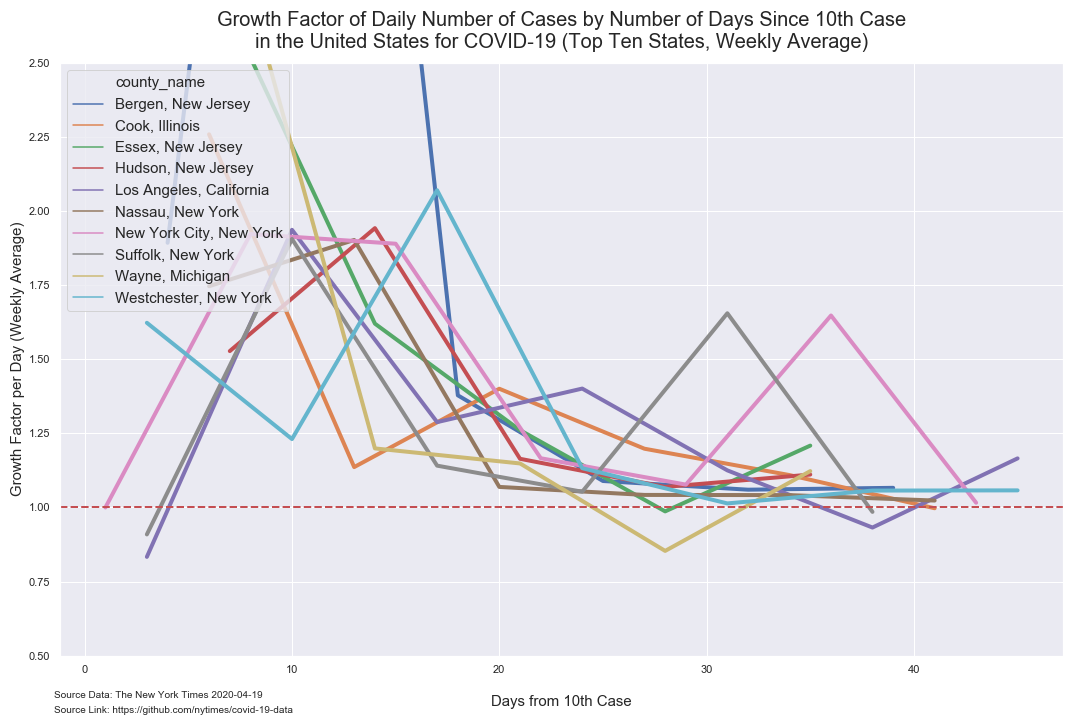 Growth Factor of Daily Number of Cases by Number of Days Since 10th Case
in the United States for COVID-19 (Top Ten States, Weekly Average)
Growth Factor per Day (Weekly Average)
2.50
2.25
2.00
1.75
1.50
1.25
1.00
0.75
0.50
county_name
Bergen, New Jersey
Cook, Illinois
Essex, New Jersey
Hudson, New Jersey
Los Angeles, California
Nassau, New York
New York City, New York
Suffolk, New York
Wayne, Michigan
Westchester, New York
0 10 20 30 40
Days from 10th Case
Source Data: The New York Times 2020-04-19
Source Link: https://github.com/nytimes/covid-19-data